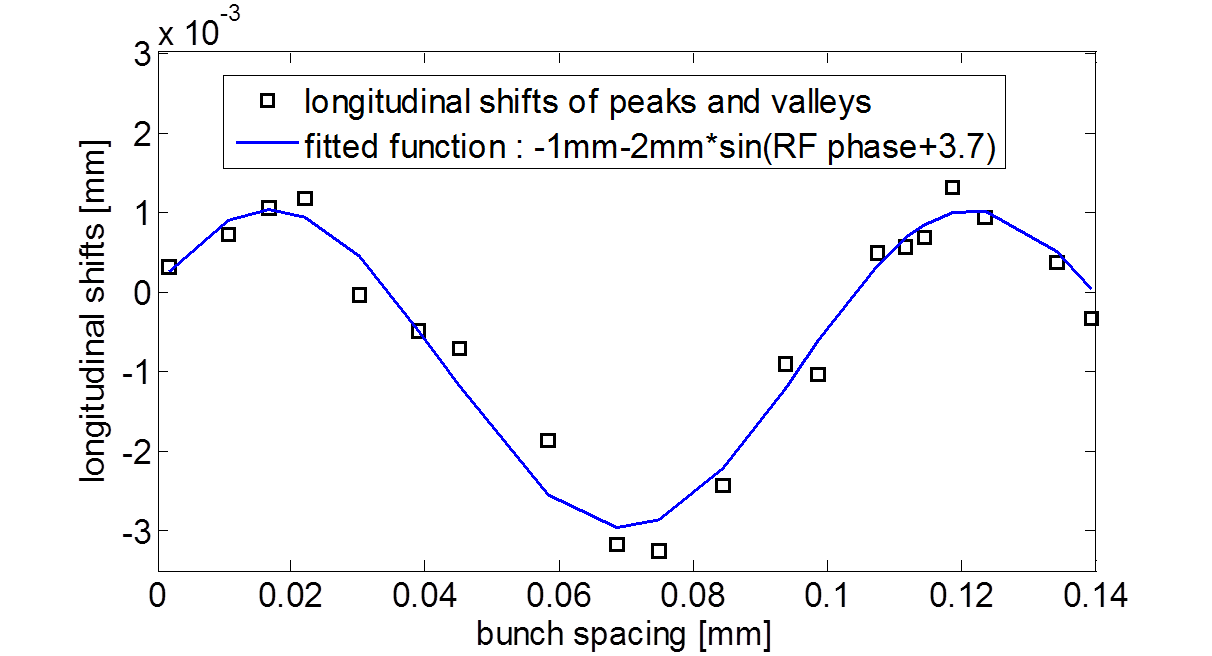 x 10-3
3
2
1
0
-1
-2
-3
longitudinal shifts [mm]
longitudinal shifts of peaks and valleys
fitted function : -1mm-2mm*sin(RF phase+3.7)
0 0.02 0.04 0.06 0.08 0.1 0.12 0.14
bunch spacing [mm]